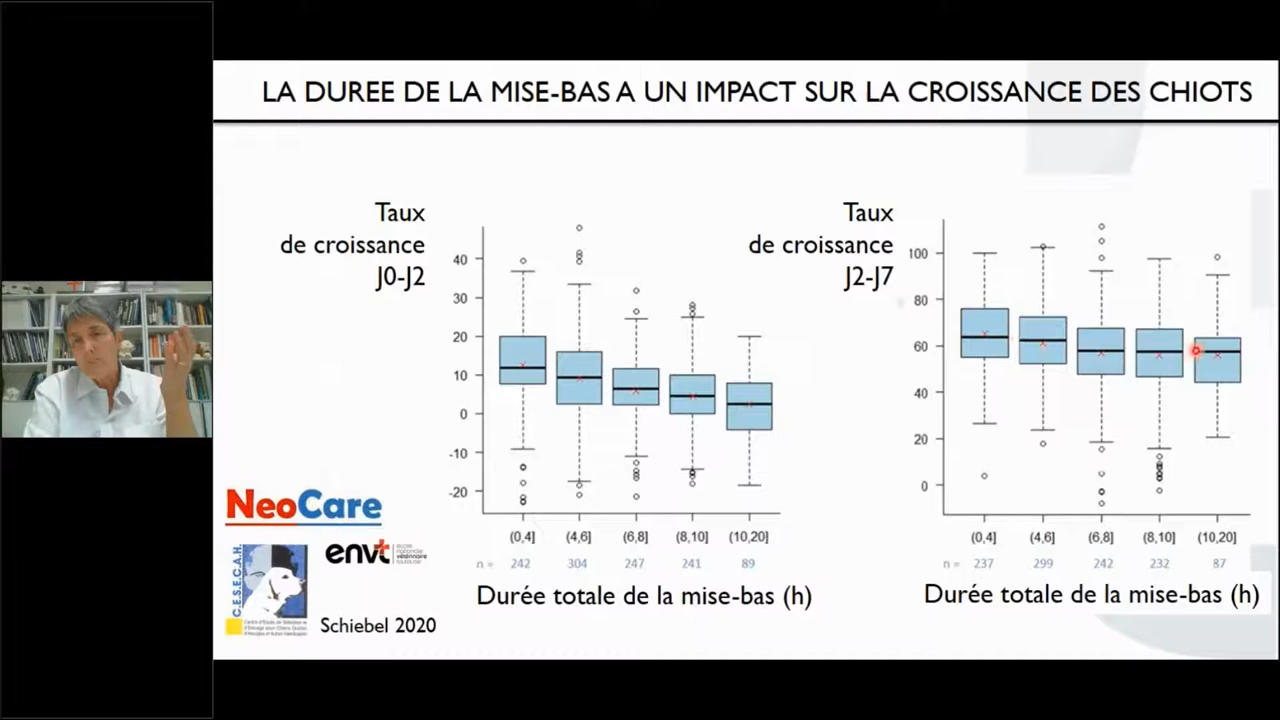 LA DUREE DE LA MISE-BAS A UN IMPACT SUR LA CROISSANCE DES CHIOTS
Taux
de croissance
J0-J2
40
30
20
10
0
-10
-20
(0,4]
(4,6]
(6,8]
(8,10]
(10,20]
n = 242 304 247 241 89
Durée totale de la mise-bas (h)
Taux
de croissance
J2-J7
100
80
60
40
20
0
(0,4]
(4,6]
(6,8]
(8,10]
(10,20]
n = 237 299 242 232 87
Durée totale de la mise-bas (h)
NeoCare
C.E.S.E.C.A.H.
envt
Schiebel 2020